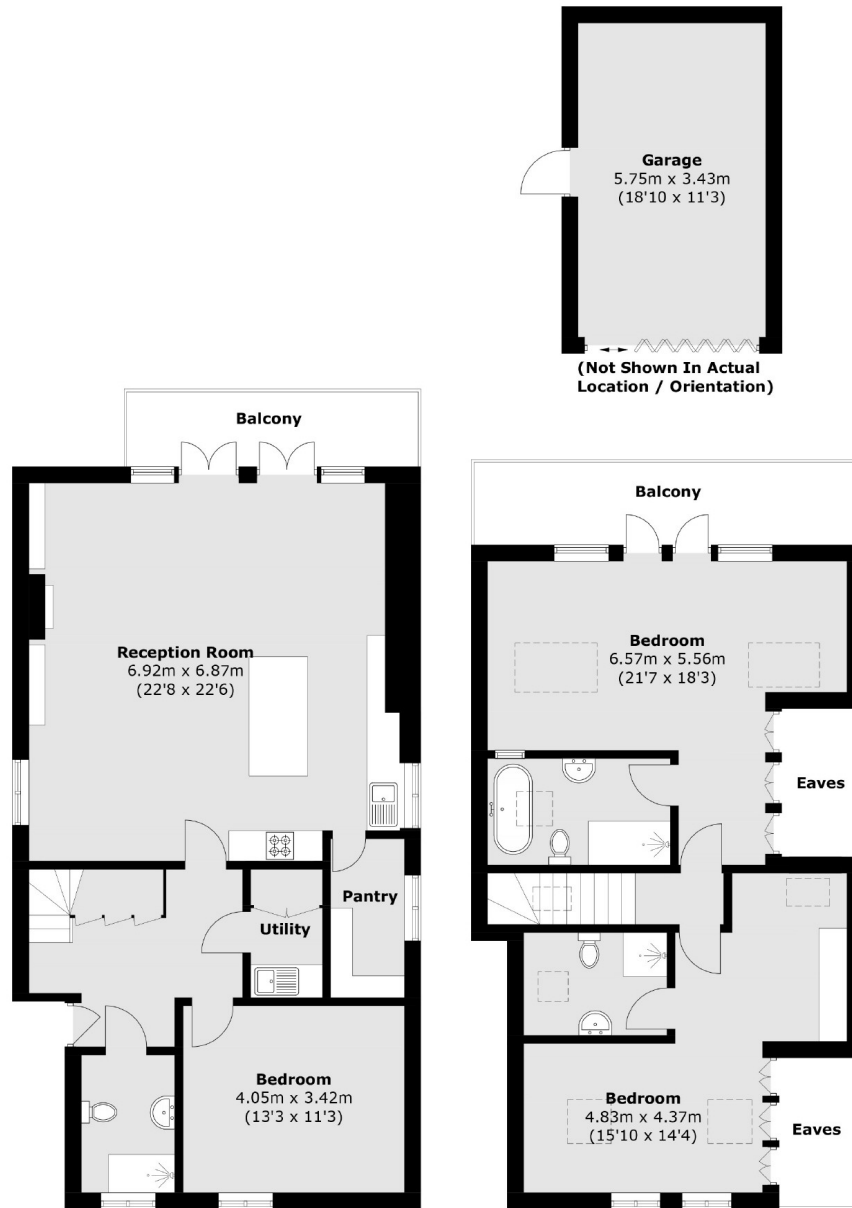 Garage
5.75m x 3.43m
(18'10 x 11'3)
(Not Shown In Actual
Location / Orientation)
Balcony
Reception Room
6.92m x 6.87m
(22'8 x 22'6)
Pantry
Utility
Bedroom
4.05m x 3.42m
(13'3 x 11'3)
Balcony
Bedroom
6.57m x 5.56m
(21'7 x 18'3)
Eaves
Bedroom
4.83m x 4.37m
(15'10 x 14'4)
Eaves